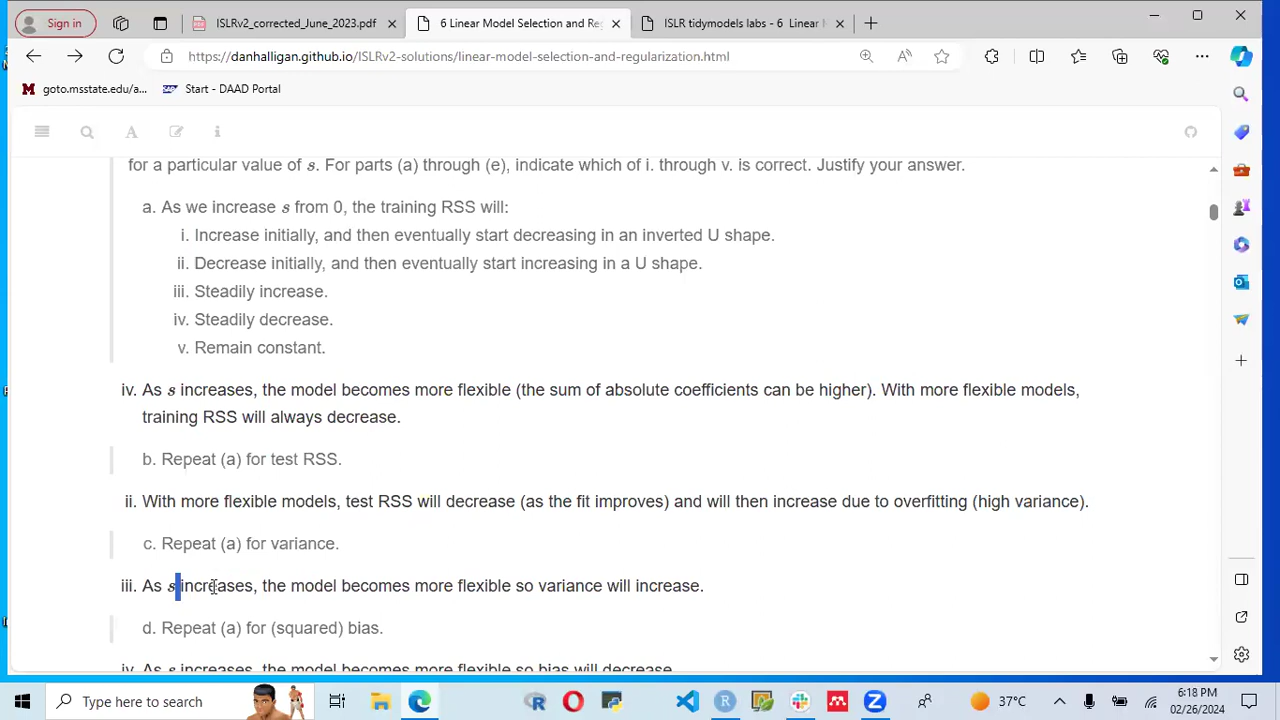 Sign in
ISLRv2_corrected_June_2023.pdf
6 Linear Model Selection and Re
ISLR tidymodels labs - 6 Linear
https://danhalligan.github.io/ISLRv2-solutions/linear-model-selection-and-regularization.html
goto.msstate.edu/a...
Start - DAAD Portal
for a particular value of s. For parts (a) through (e), indicate which of i. through v. is correct. Justify your answer.
a. As we increase s from 0, the training RSS will:
i. Increase initially, and then eventually start decreasing in an inverted U shape.
ii. Decrease initially, and then eventually start increasing in a U shape.
iii. Steadily increase.
iv. Steadily decrease.
v. Remain constant.
iv. As s increases, the model becomes more flexible (the sum of absolute coefficients can be higher). With more flexible models,
training RSS will always decrease.
b. Repeat (a) for test RSS.
ii. With more flexible models, test RSS will decrease (as the fit improves) and will then increase due to overfitting (high variance).
c. Repeat (a) for variance.
iii. As s increases, the model becomes more flexible so variance will increase.
d. Repeat (a) for (squared) bias.
iv. As s increases, the model becomes more flexible so bias will decrease.
Type here to search
37°C
6:18 PM
02/26/2024